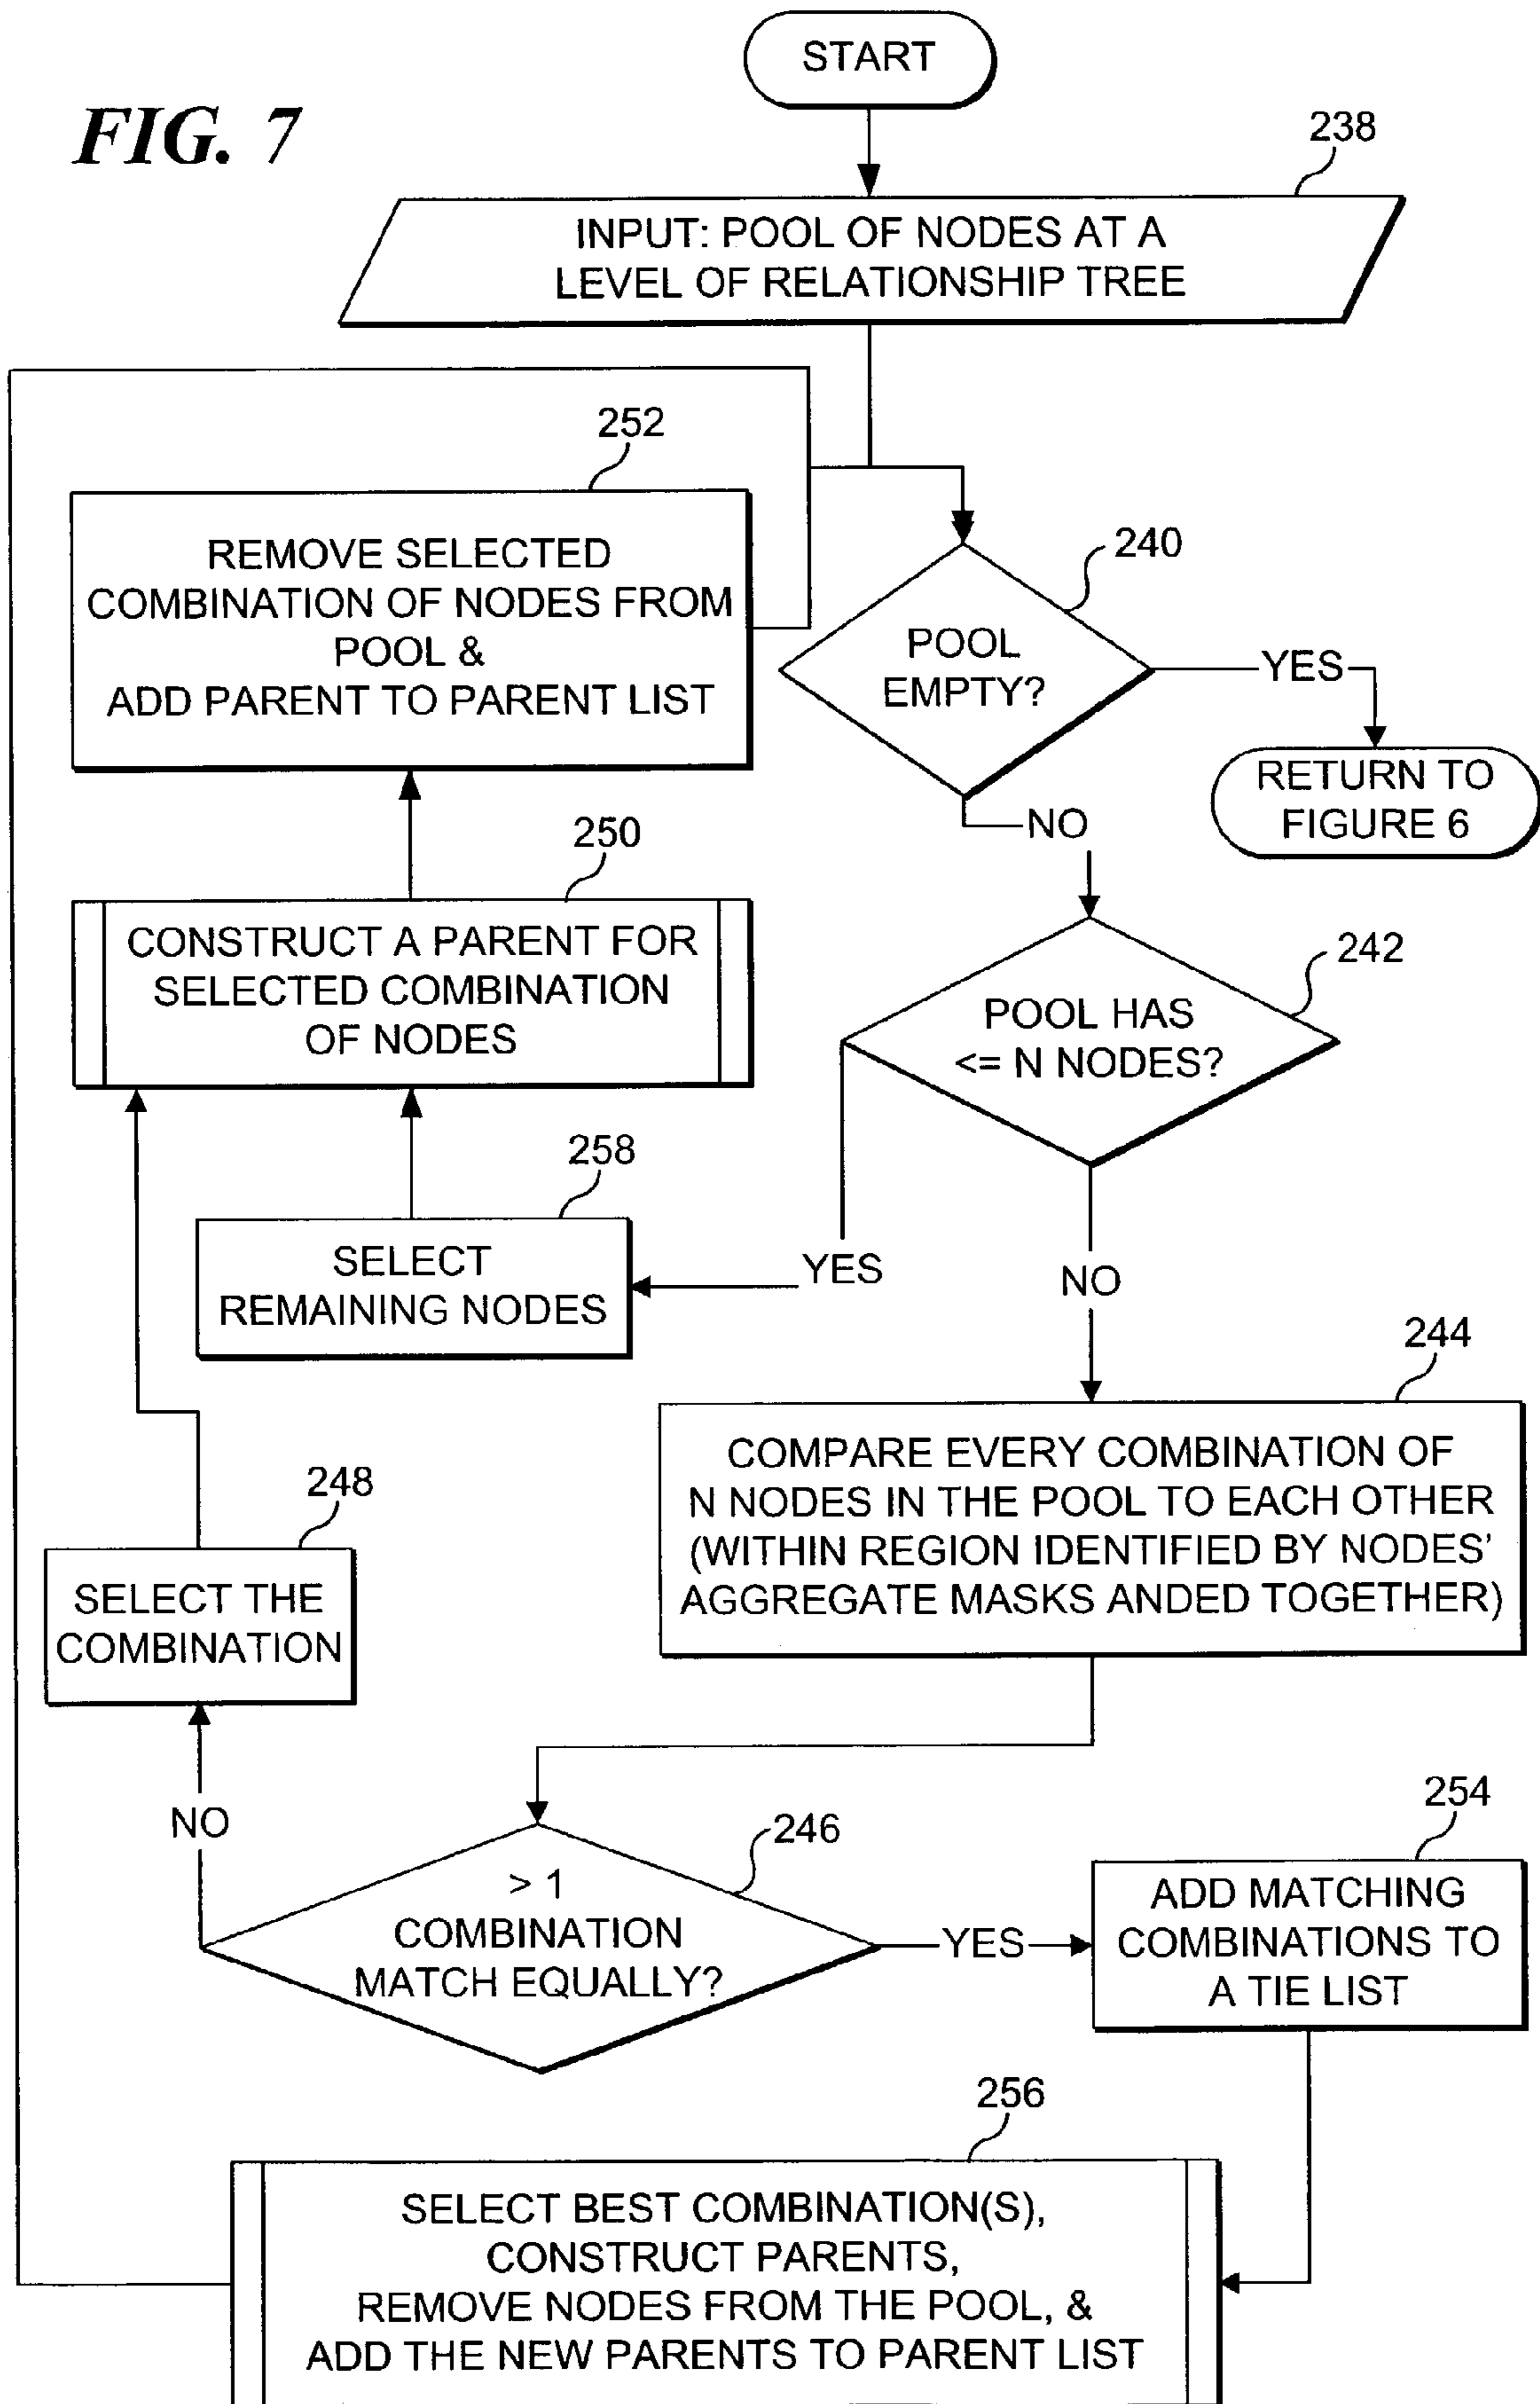 START
FIG. 7
238
INPUT: POOL OF NODES AT A
LEVEL OF RELATIONSHIP TREE
252
REMOVE SELECTED
COMBINATION OF NODES FROM
POOL &
ADD PARENT TO PARENT LIST
240
POOL
EMPTY?
YES
RETURN TO
FIGURE 6
NO
250
CONSTRUCT A PARENT FOR
SELECTED COMBINATION
OF NODES
242
POOL HAS
<= N NODES?
258
SELECT
REMAINING NODES
YES
NO
244
COMPARE EVERY COMBINATION OF
N NODES IN THE POOL TO EACH OTHER
(WITHIN REGION IDENTIFIED BY NODES'
AGGREGATE MASKS ANDED TOGETHER)
248
SELECT THE
COMBINATION
NO
246
> 1
COMBINATION
MATCH EQUALLY?
YES
254
ADD MATCHING
COMBINATIONS TO
A TIE LIST
256
SELECT BEST COMBINATION(S),
CONSTRUCT PARENTS,
REMOVE NODES FROM THE POOL, &
ADD THE NEW PARENTS TO PARENT LIST